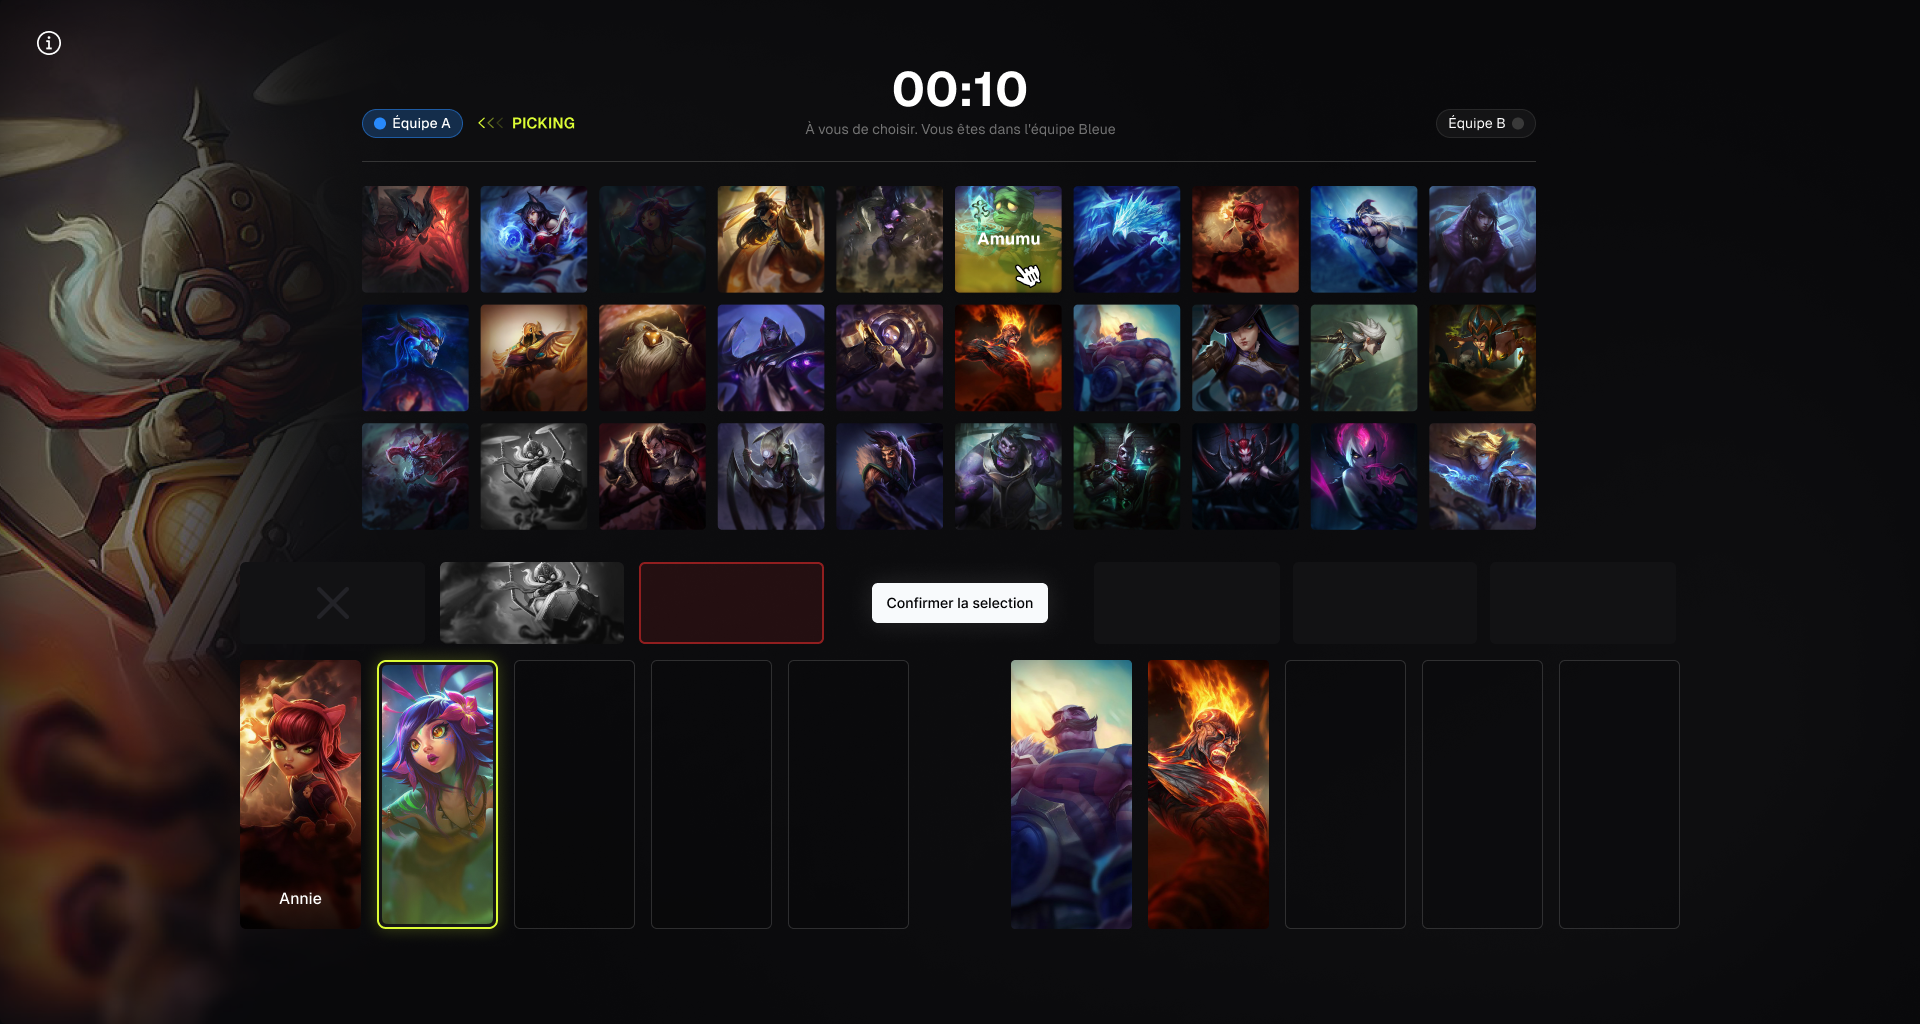 00:10
Équipe A
<<< PICKING
À vous de choisir. Vous êtes dans l'équipe Bleue
Équipe B
Amumu
Confirmer la selection
Annie